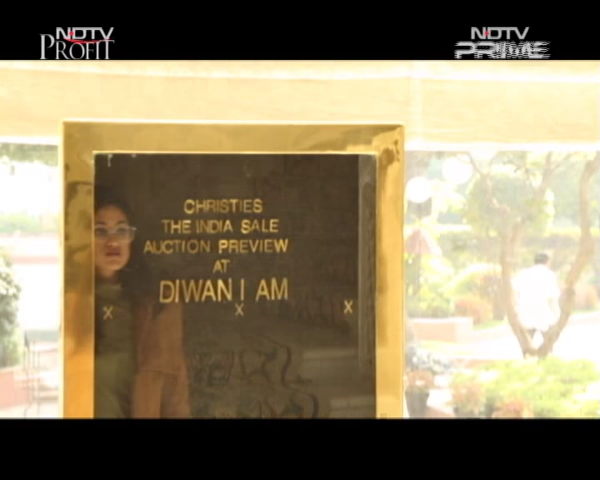 NDTV
PROFIT
NDTV
PRIME
CHRISTIES
THE INDIA SALE
AUCTION PREVIEW
AT
DIWAN I AM
X X X